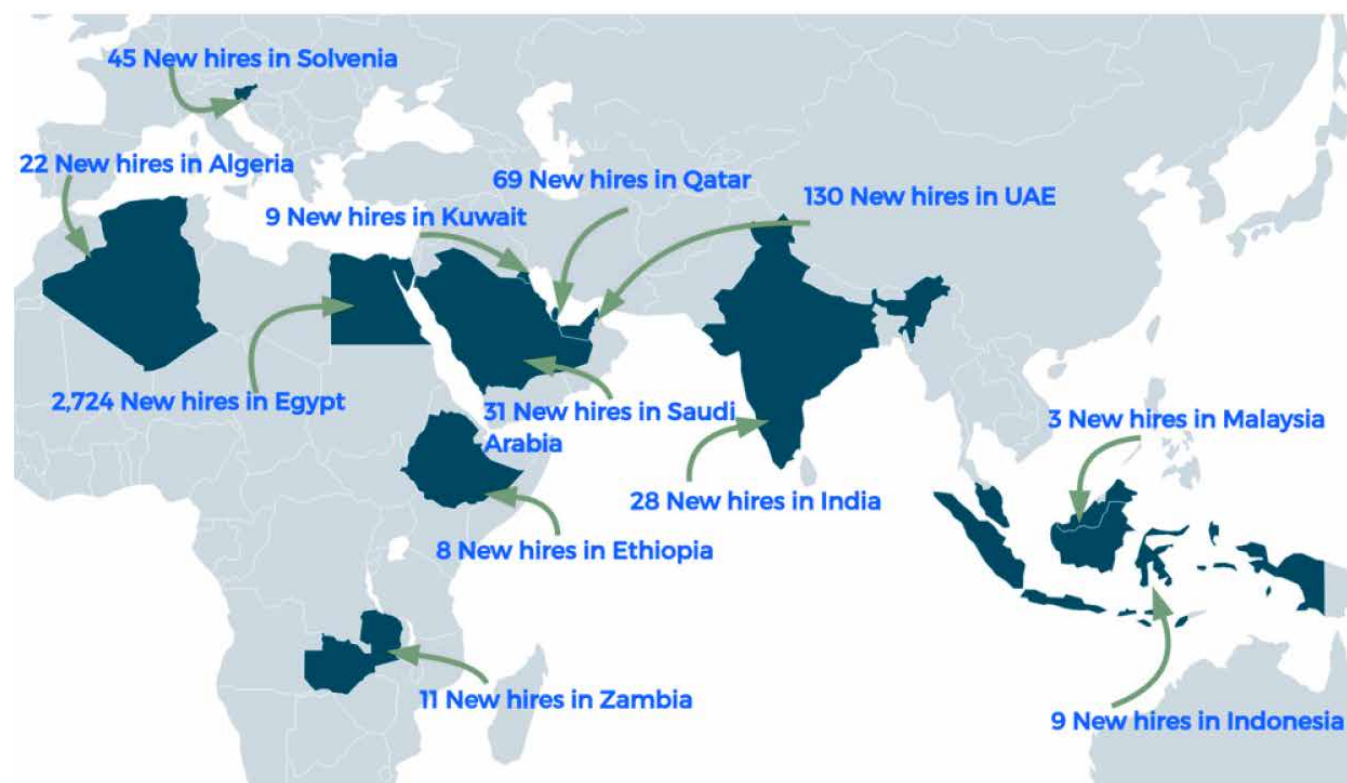 45 New hires in Solvenia
22 New hires in Algeria
69 New hires in Qatar
130 New hires in UAE
9 New hires in Kuwait
2,724 New hires in Egypt
31 New hires in Saudi
Arabia
3 New hires in Malaysia
28 New hires in India
8 New hires in Ethiopia
11 New hires in Zambia
9 New hires in Indonesia